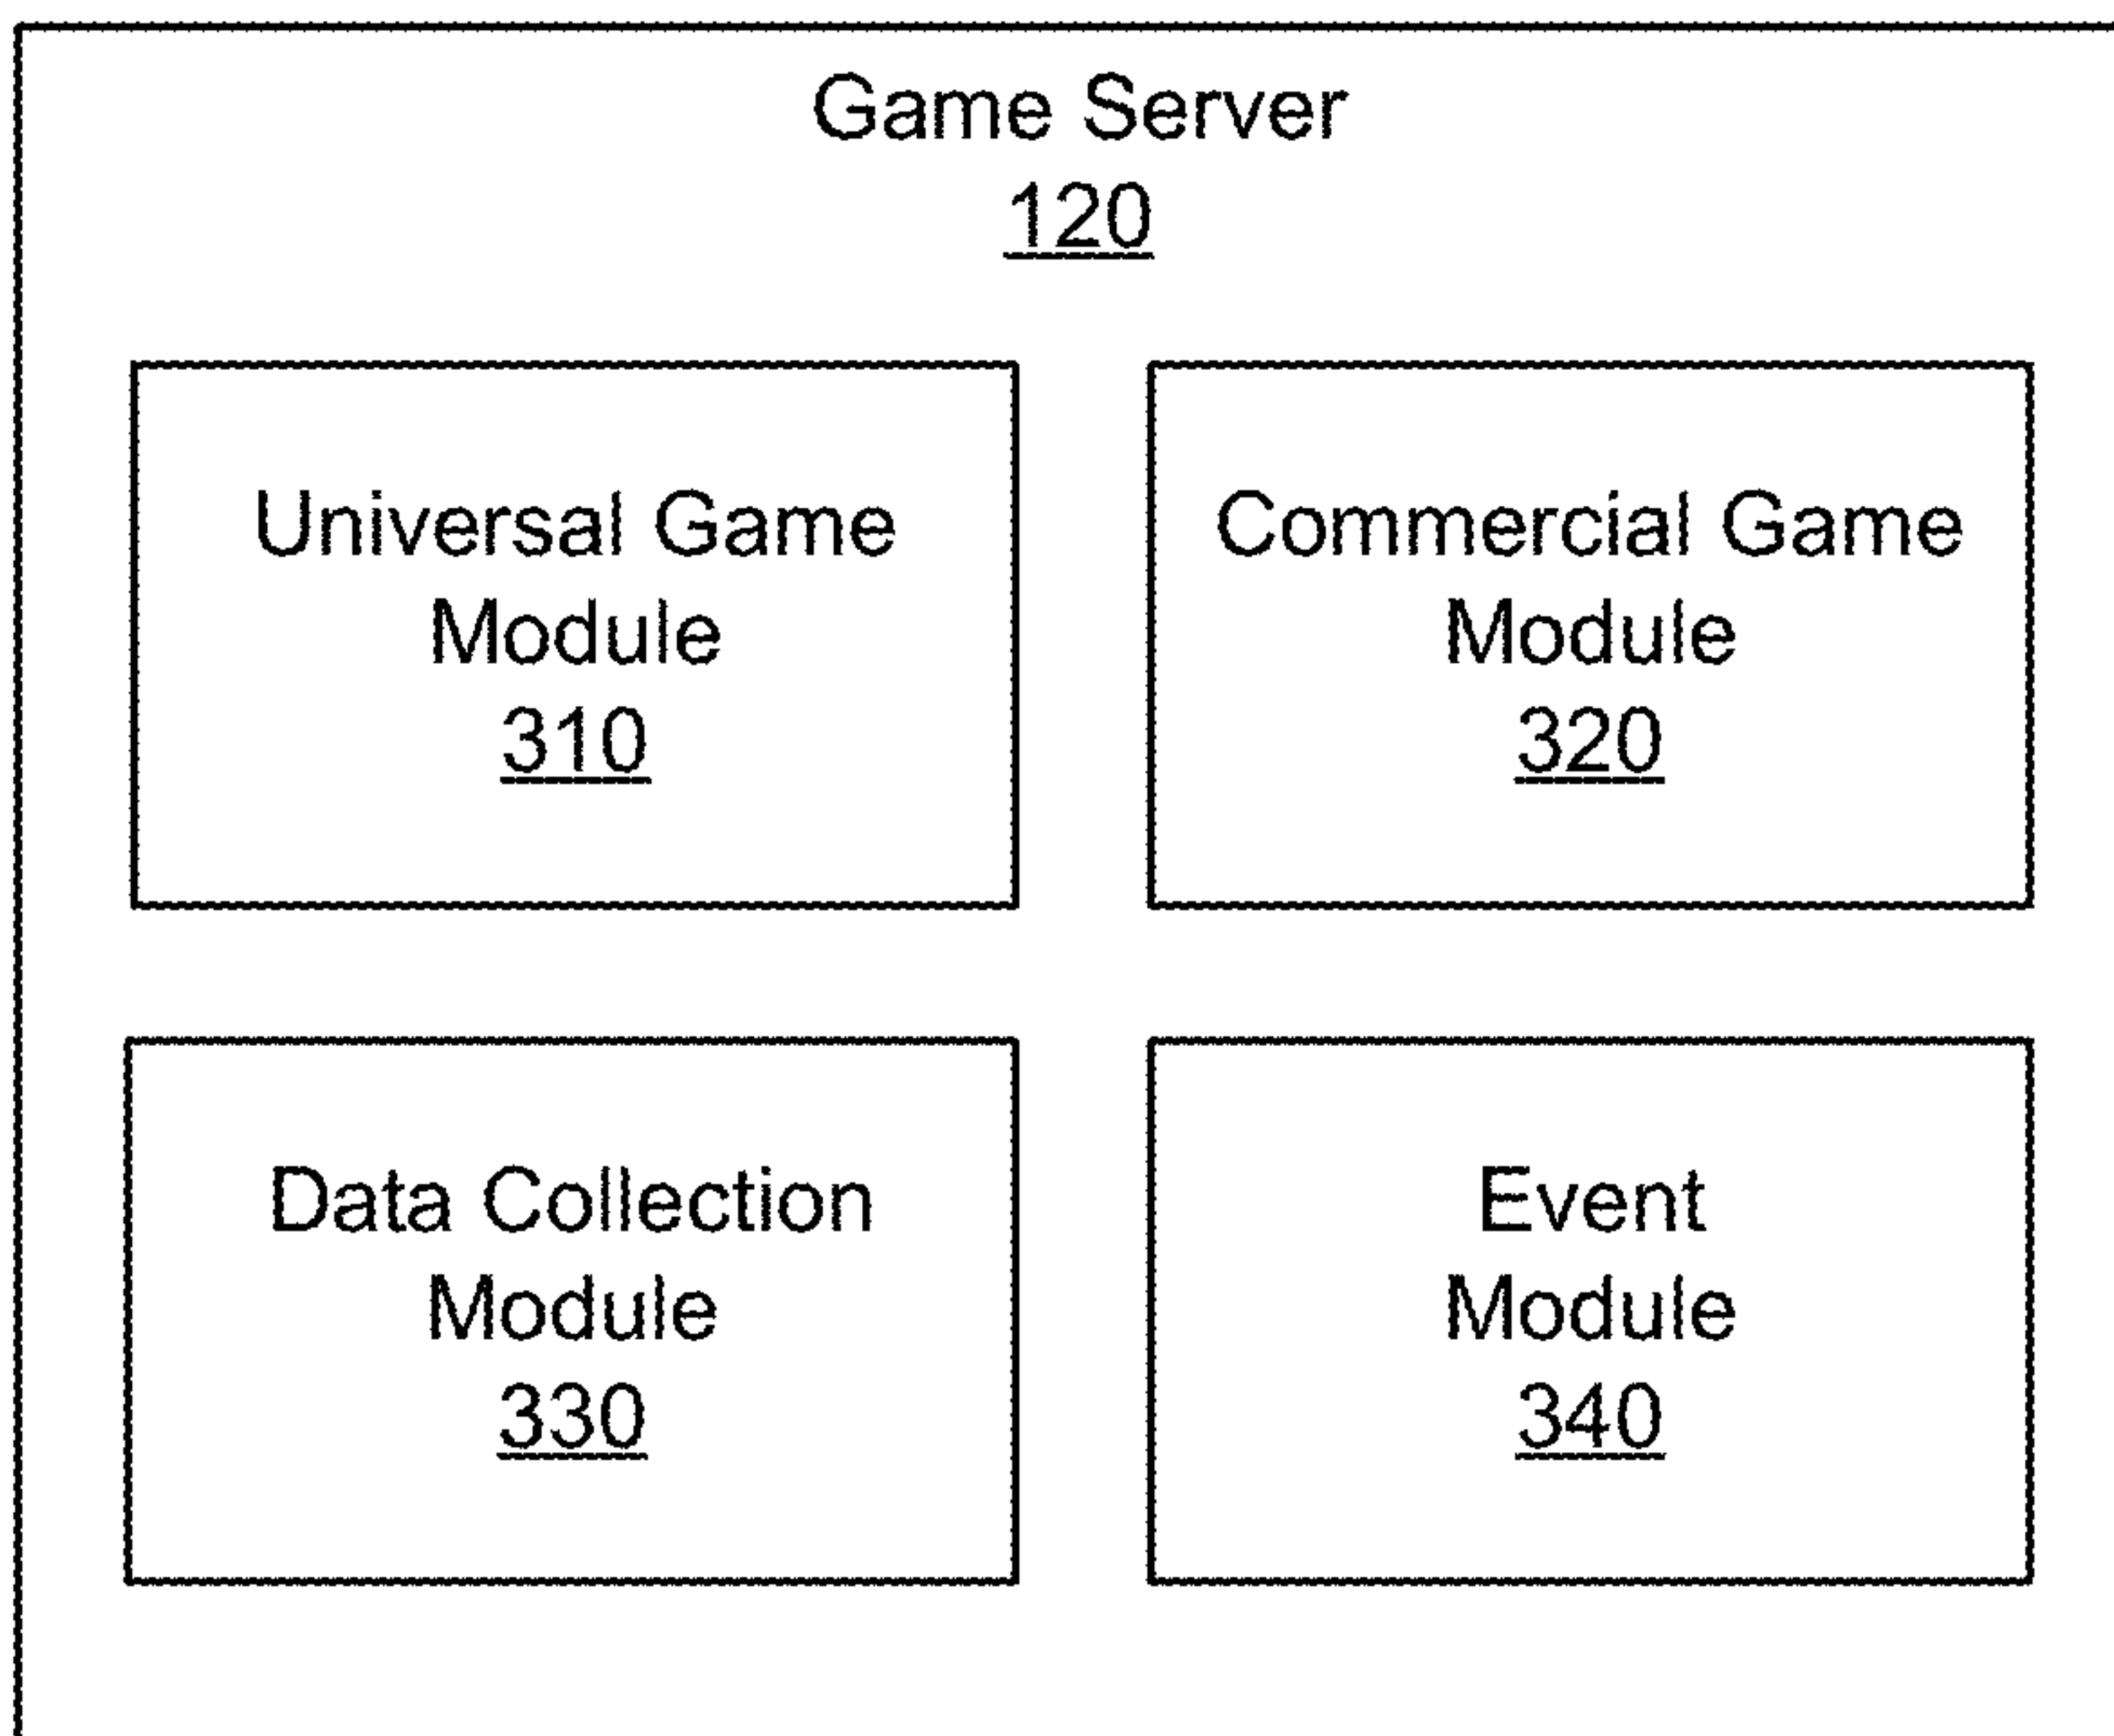 Game Server
120
Universal Game
Module
310
Commercial Game
Module
320
Data Collection
Module
330
Event
Module
340